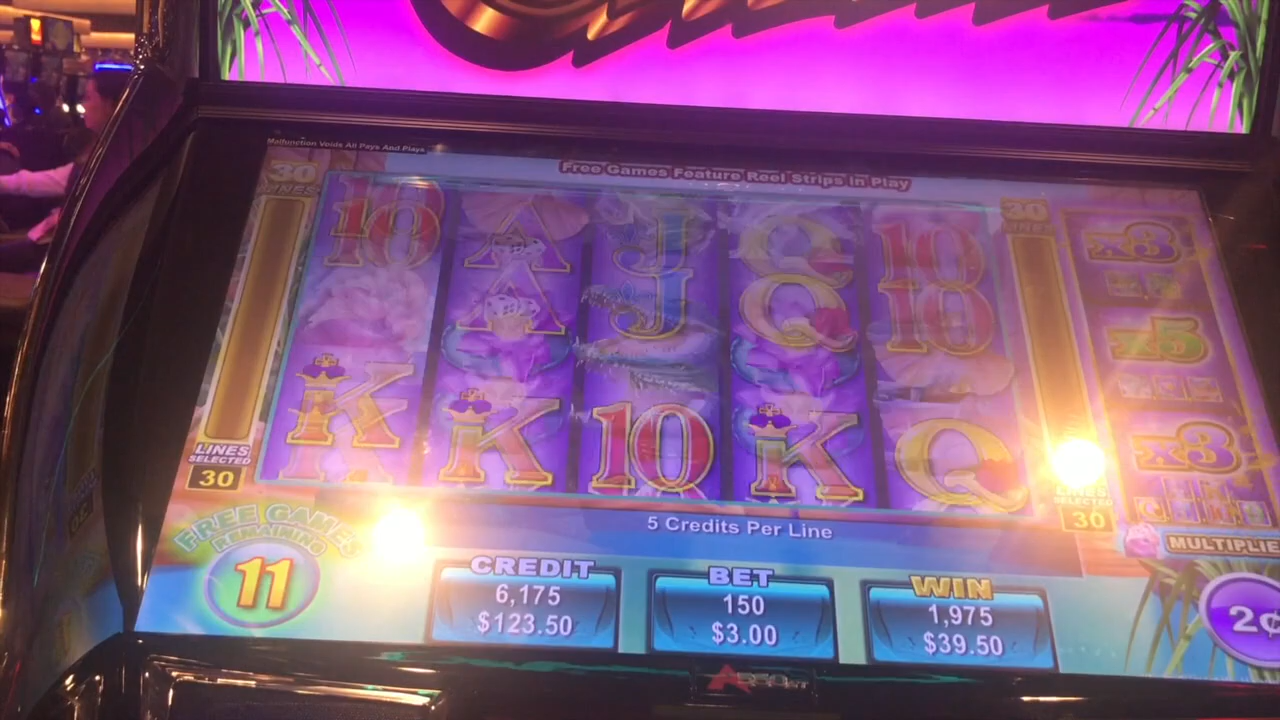 Malfunction Voids All Pays And Plays
Free Games Feature Reel Strips In Play
30
LINES
30
LINES
10 A J Q 10
A J Q 10
K K 10 K Q
x3
x5
x3
LINES
SELECTED
30
LINES
SELECTED
30
5 Credits Per Line
FREE GAMES
REMAINING
11
CREDIT
6,175
$123.50
BET
150
$3.00
WIN
1,975
$39.50
2¢